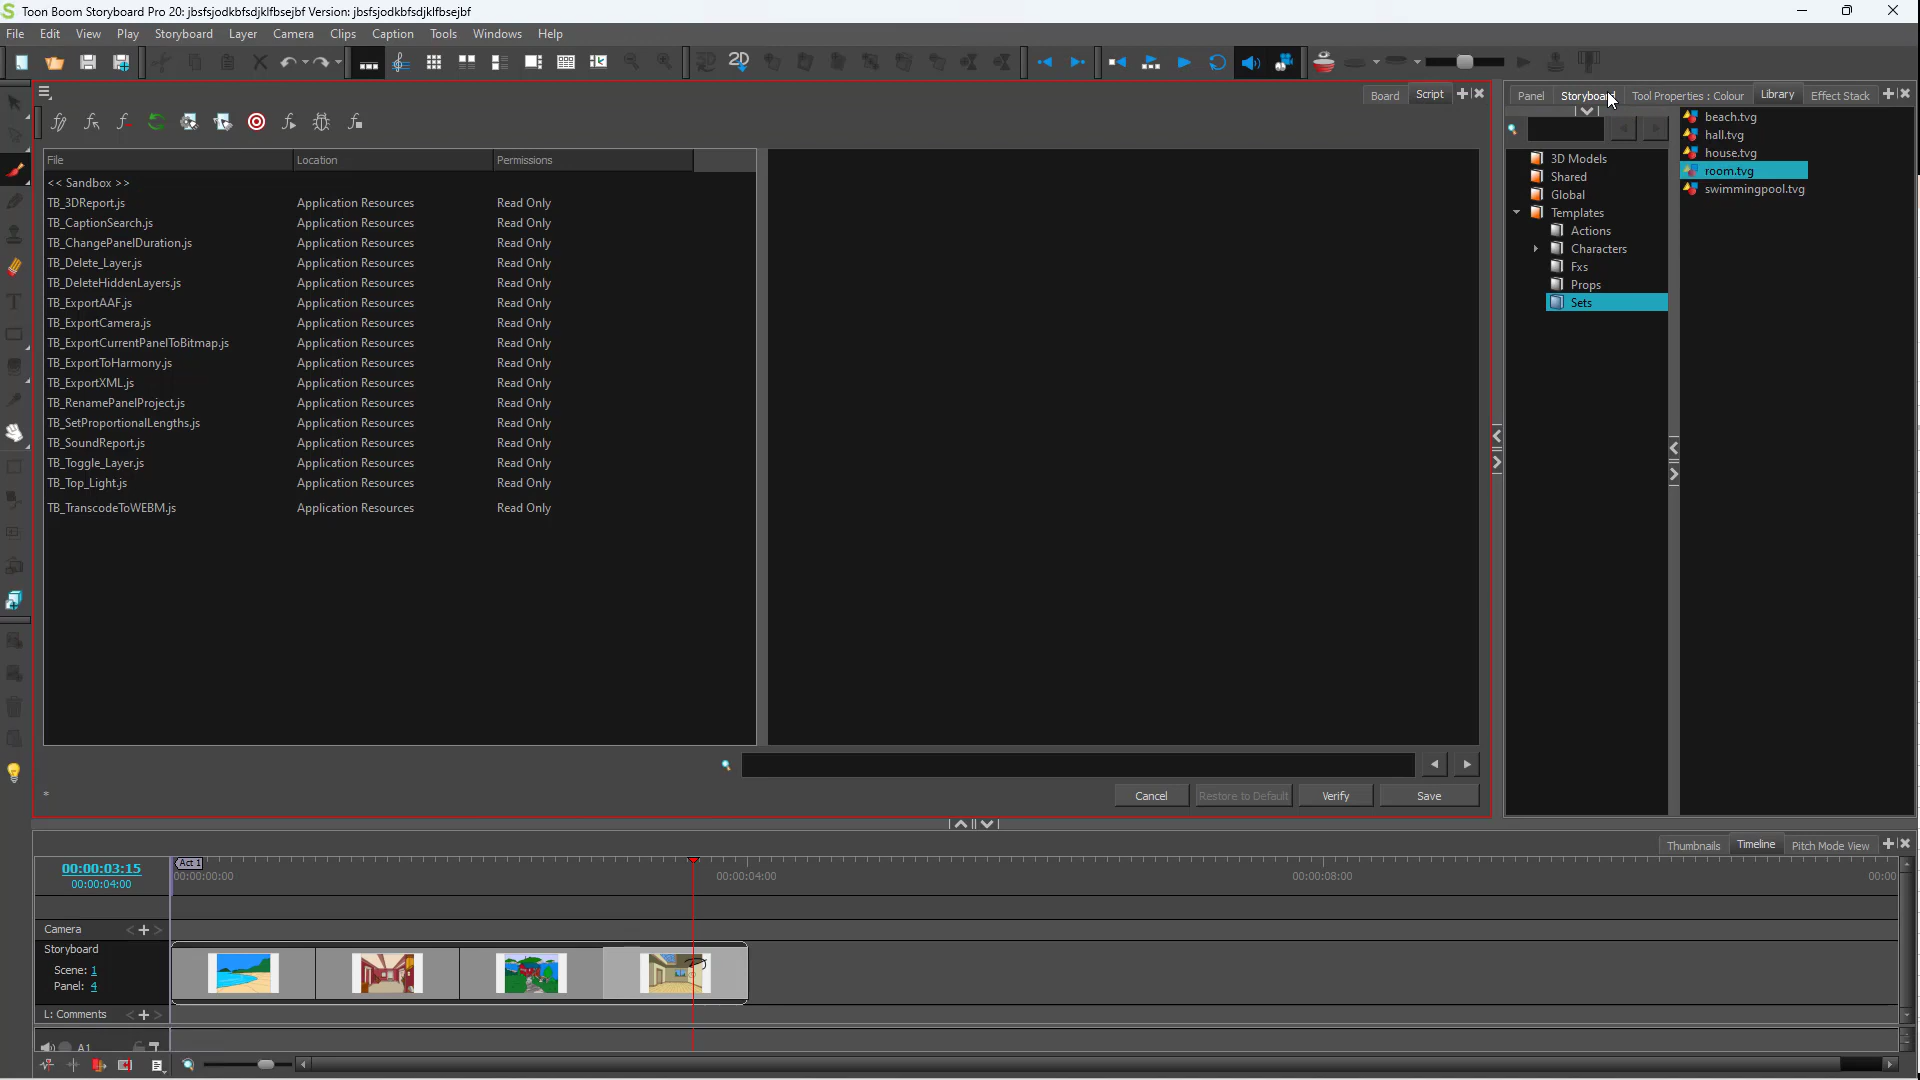 Toon Boom Storyboard Pro 20: jbsfsjodkbfsdjklfbsejbf Version: jbsfsjodkbfsdjklfbsejbf
File Edit View Play Storyboard Layer Camera Clips Caption Tools Windows Help
Board Script
Panel Storyboard Tool Properties : Colour Library Effect Stack
File Location Permissions
<< Sandbox >>
TB_3DReport.js Application Resources Read Only
TB_CaptionSearch.js Application Resources Read Only
TB_ChangePanelDuration.js Application Resources Read Only
TB_Delete_Layer.js Application Resources Read Only
TB_DeleteHiddenLayers.js Application Resources Read Only
TB_ExportAAF.js Application Resources Read Only
TB_ExportCamera.js Application Resources Read Only
TB_ExportCurrentPanelToBitmap.js Application Resources Read Only
TB_ExportToHarmony.js Application Resources Read Only
TB_ExportXML.js Application Resources Read Only
TB_RenamePanelProject.js Application Resources Read Only
TB_SetProportionalLengths.js Application Resources Read Only
TB_SoundReport.js Application Resources Read Only
TB_Toggle_Layer.js Application Resources Read Only
TB_Top_Light.js Application Resources Read Only
TB_TranscodeToWEBM.js Application Resources Read Only
3D Models
Shared
Global
Templates
Actions
Characters
Fxs
Props
Sets
beach.tvg
hall.tvg
house.tvg
room.tvg
swimmingpool.tvg
*
Cancel Restore to Default Verify Save
Thumbnails Timeline Pitch Mode View
00:00:03:15
00:00:04:00
Act 1
00:00:00:00 00:00:04:00 00:00:08:00 00:00
Camera
Storyboard
Scene: 1
Panel: 4
L: Comments
A1